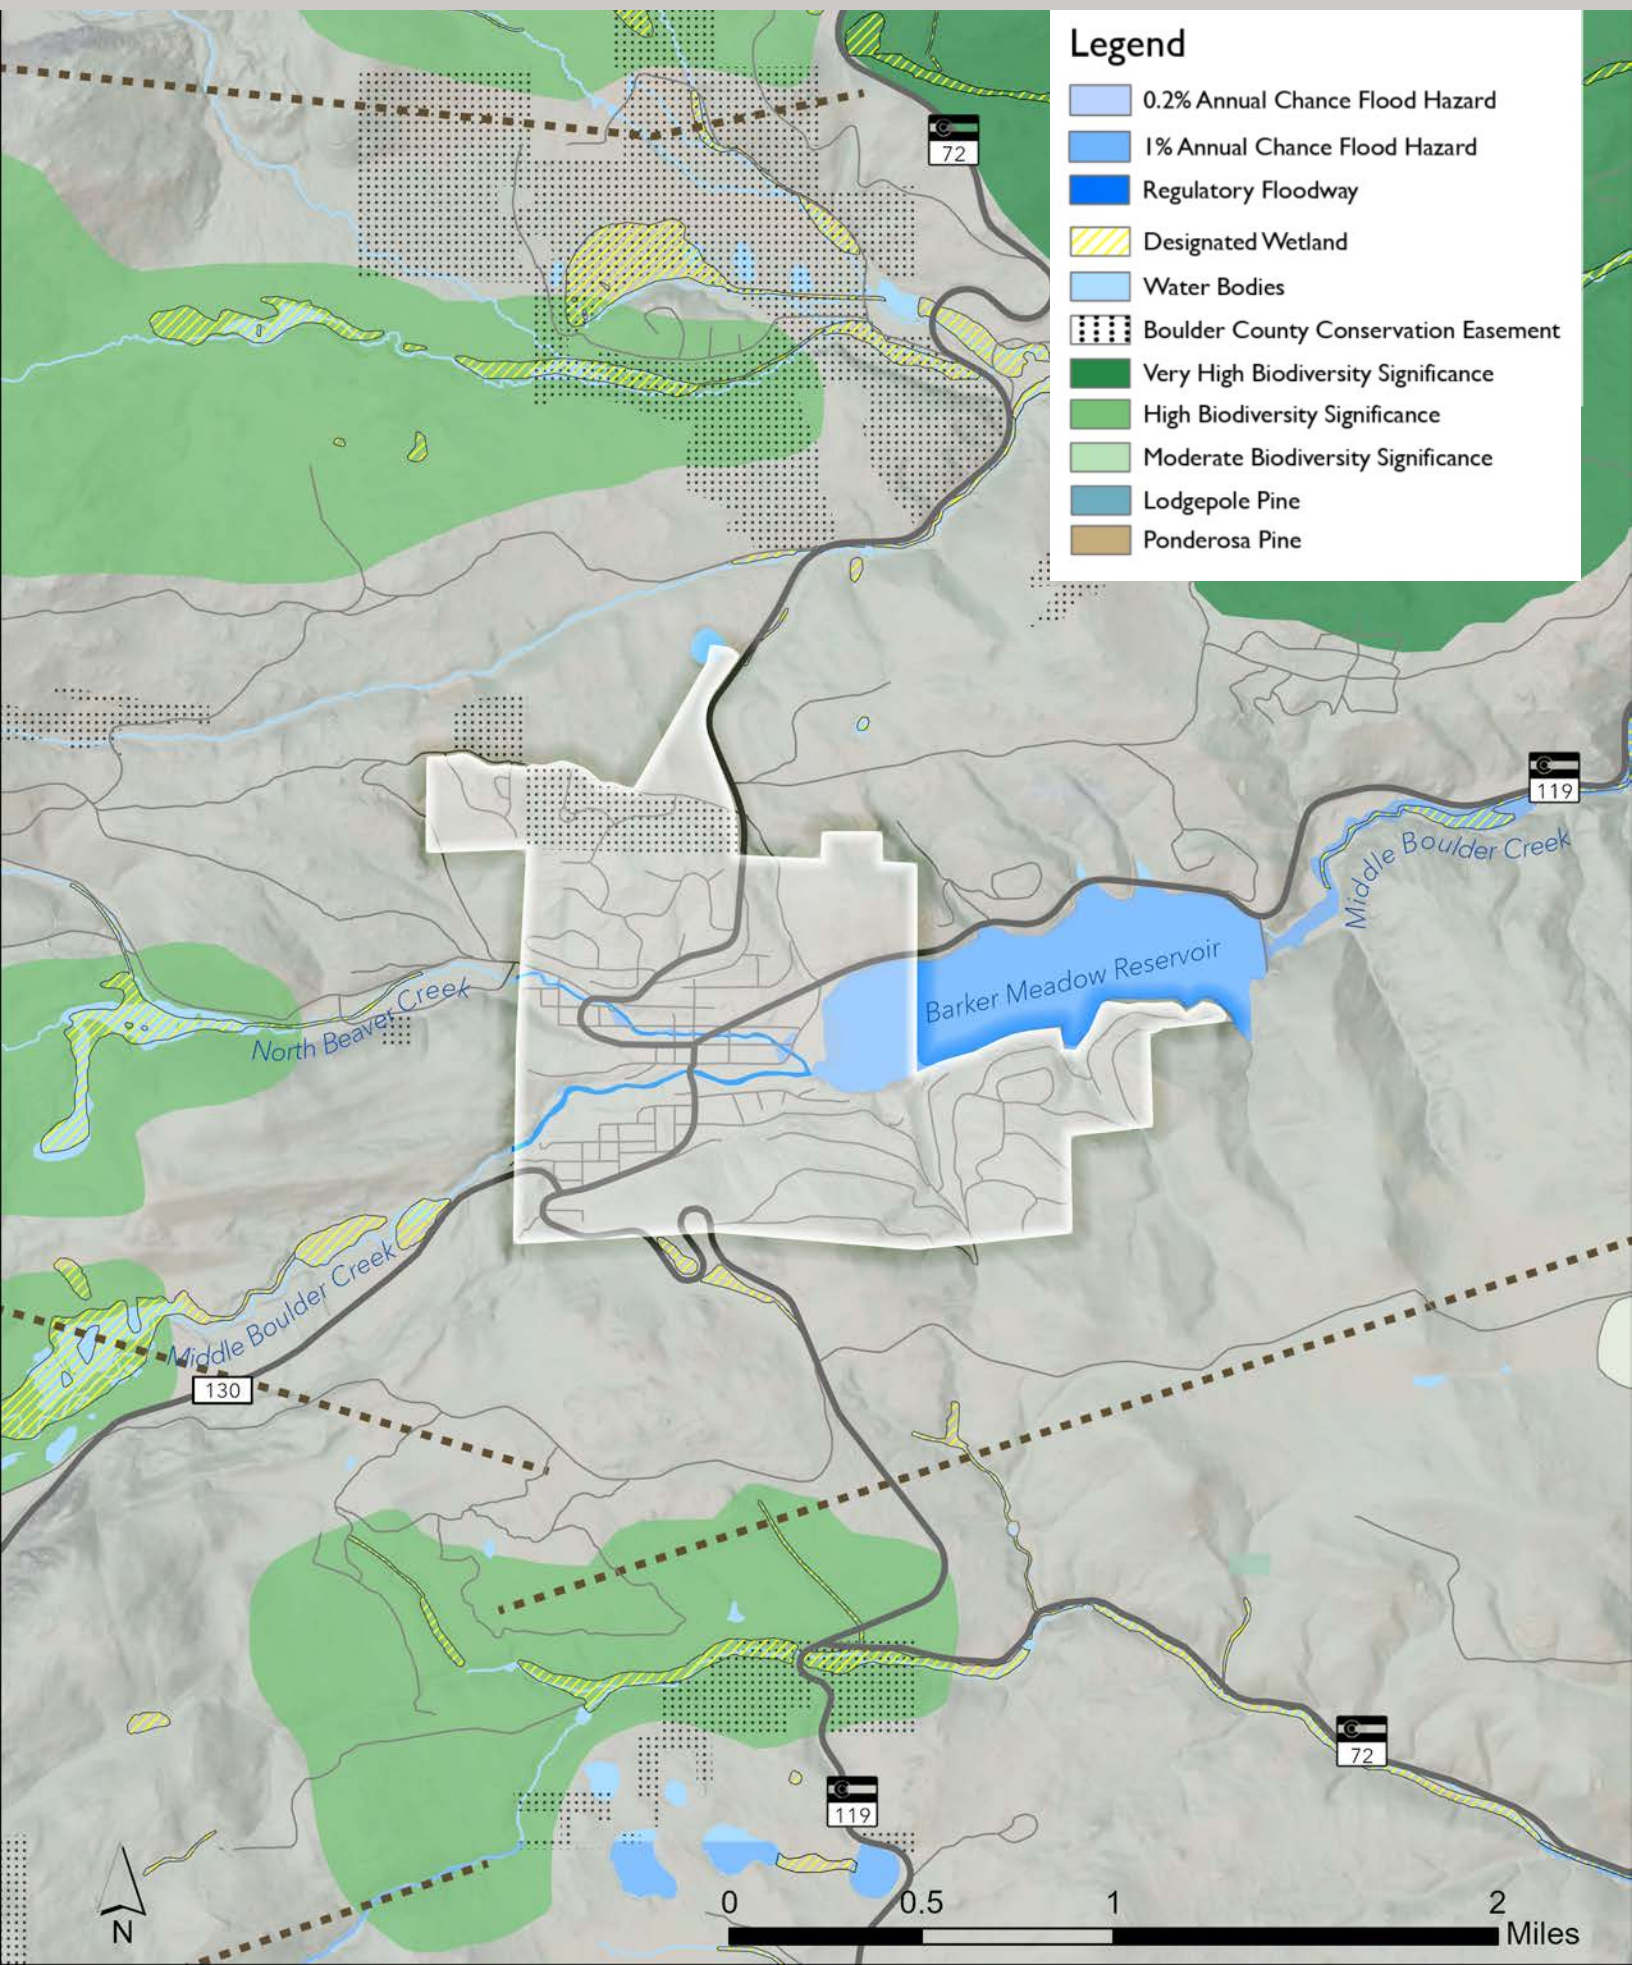 Legend
0.2% Annual Chance Flood Hazard
1% Annual Chance Flood Hazard
Regulatory Floodway
Designated Wetland
Water Bodies
Boulder County Conservation Easement
Very High Biodiversity Significance
High Biodiversity Significance
Moderate Biodiversity Significance
Lodgepole Pine
Ponderosa Pine
72
119
Middle Boulder Creek
Barker Meadow Reservoir
North Beaver Creek
Middle Boulder Creek
130
72
119
0 0.5 1 2
Miles
N